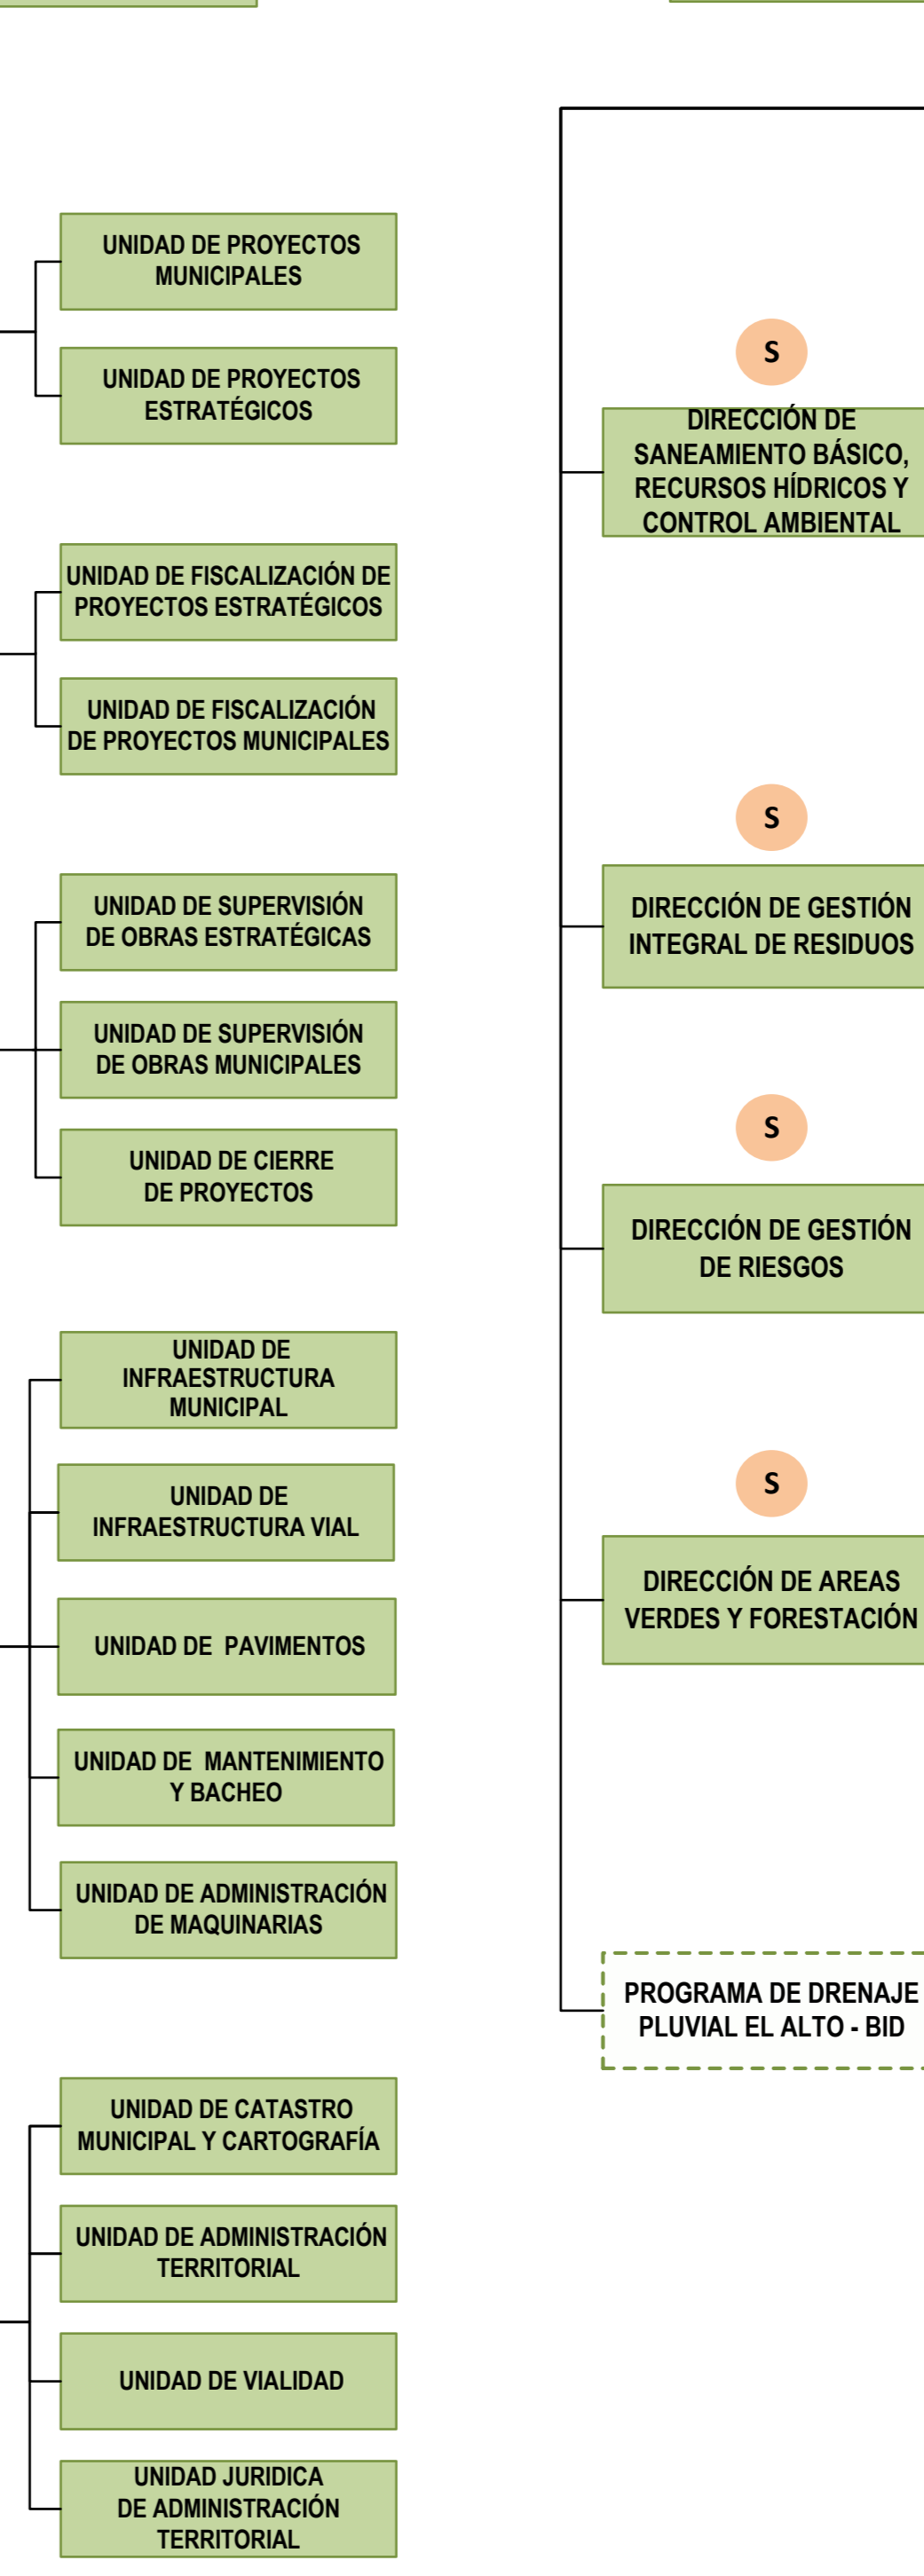 UNIDAD DE PROYECTOS
MUNICIPALES
UNIDAD DE PROYECTOS
ESTRATÉGICOS
UNIDAD DE FISCALIZACIÓN DE
PROYECTOS ESTRATÉGICOS
UNIDAD DE FISCALIZACIÓN
DE PROYECTOS MUNICIPALES
UNIDAD DE SUPERVISIÓN
DE OBRAS ESTRATÉGICAS
UNIDAD DE SUPERVISIÓN
DE OBRAS MUNICIPALES
UNIDAD DE CIERRE
DE PROYECTOS
UNIDAD DE
INFRAESTRUCTURA
MUNICIPAL
UNIDAD DE
INFRAESTRUCTURA VIAL
UNIDAD DE PAVIMENTOS
UNIDAD DE MANTENIMIENTO
Y BACHEO
UNIDAD DE ADMINISTRACIÓN
DE MAQUINARIAS
UNIDAD DE CATASTRO
MUNICIPAL Y CARTOGRAFÍA
UNIDAD DE ADMINISTRACIÓN
TERRITORIAL
UNIDAD DE VIALIDAD
UNIDAD JURIDICA
DE ADMINISTRACIÓN
TERRITORIAL
S
DIRECCIÓN DE
SANEAMIENTO BÁSICO,
RECURSOS HÍDRICOS Y
CONTROL AMBIENTAL
S
DIRECCIÓN DE GESTIÓN
INTEGRAL DE RESIDUOS
S
DIRECCIÓN DE GESTIÓN
DE RIESGOS
S
DIRECCIÓN DE AREAS
VERDES Y FORESTACIÓN
PROGRAMA DE DRENAJE
PLUVIAL EL ALTO - BID